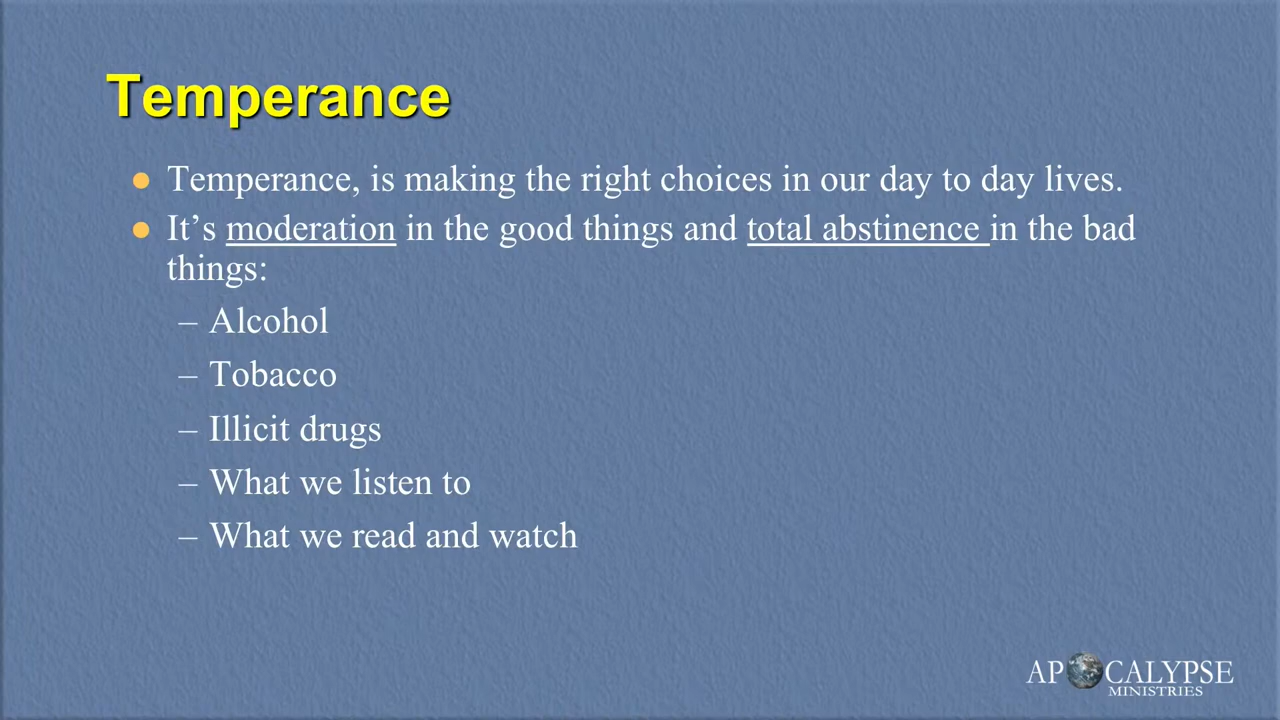 Temperance
● Temperance, is making the right choices in our day to day lives.
● It’s moderation in the good things and total abstinence in the bad
things:
– Alcohol
– Tobacco
– Illicit drugs
– What we listen to
– What we read and watch
APOCALYPSE
MINISTRIES